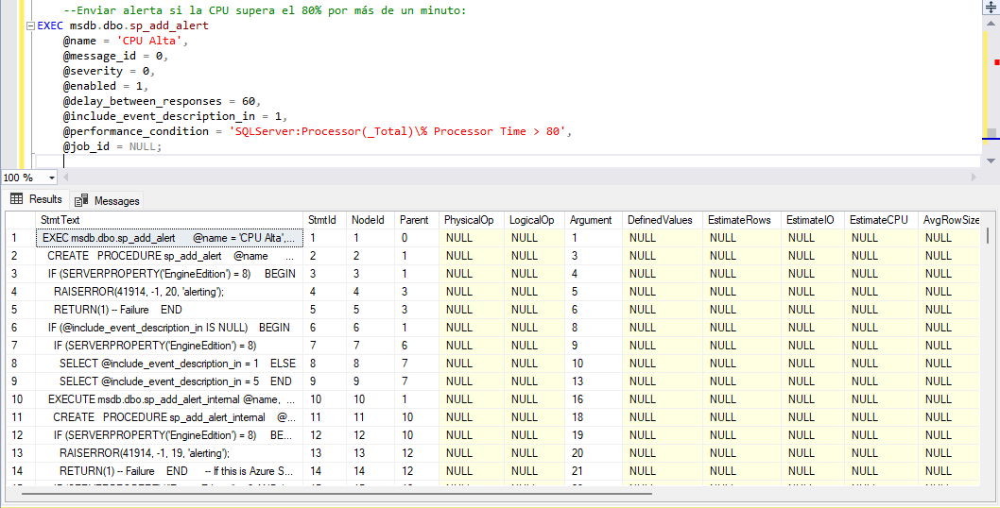 --Enviar alerta si la CPU supera el 80% por más de un minuto:
EXEC msdb.dbo.sp_add_alert
@name = 'CPU Alta',
@message_id = 0,
@severity = 0,
@enabled = 1,
@delay_between_responses = 60,
@include_event_description_in = 1,
@performance_condition = 'SQLServer:Processor(_Total)\% Processor Time > 80',
@job_id = NULL;
100 %
Results Messages
StmtText StmtId NodeId Parent PhysicalOp LogicalOp Argument DefinedValues EstimateRows EstimateIO EstimateCPU AvgRowSize
1 EXEC msdb.dbo.sp_add_alert @name = 'CPU Alta',... 1 1 0 NULL NULL 1 NULL NULL NULL NULL NULL
2 CREATE PROCEDURE sp_add_alert @name ... 2 2 1 NULL NULL 3 NULL NULL NULL NULL NULL
3 IF (SERVERPROPERTY('EngineEdition') = 8) BEGIN 3 3 1 NULL NULL 4 NULL NULL NULL NULL NULL
4 RAISERROR(41914, -1, 20, 'alerting'); 4 4 3 NULL NULL 5 NULL NULL NULL NULL NULL
5 RETURN(1) -- Failure END 5 5 3 NULL NULL 6 NULL NULL NULL NULL NULL
6 IF (@include_event_description_in IS NULL) BEGIN 6 6 1 NULL NULL 8 NULL NULL NULL NULL NULL
7 IF (SERVERPROPERTY('EngineEdition') = 8) 7 7 6 NULL NULL 9 NULL NULL NULL NULL NULL
8 SELECT @include_event_description_in = 1 ELSE 8 8 7 NULL NULL 10 NULL NULL NULL NULL NULL
9 SELECT @include_event_description_in = 5 END 9 9 7 NULL NULL 13 NULL NULL NULL NULL NULL
10 EXECUTE msdb.dbo.sp_add_alert_internal @name, ... 10 10 1 NULL NULL 16 NULL NULL NULL NULL NULL
11 CREATE PROCEDURE sp_add_alert_internal @... 11 11 10 NULL NULL 18 NULL NULL NULL NULL NULL
12 IF (SERVERPROPERTY('EngineEdition') = 8) BE... 12 12 10 NULL NULL 19 NULL NULL NULL NULL NULL
13 RAISERROR(41914, -1, 19, 'alerting'); 13 13 12 NULL NULL 20 NULL NULL NULL NULL NULL
14 RETURN(1) -- Failure END -- If this is Azure S... 14 14 12 NULL NULL 21 NULL NULL NULL NULL NULL